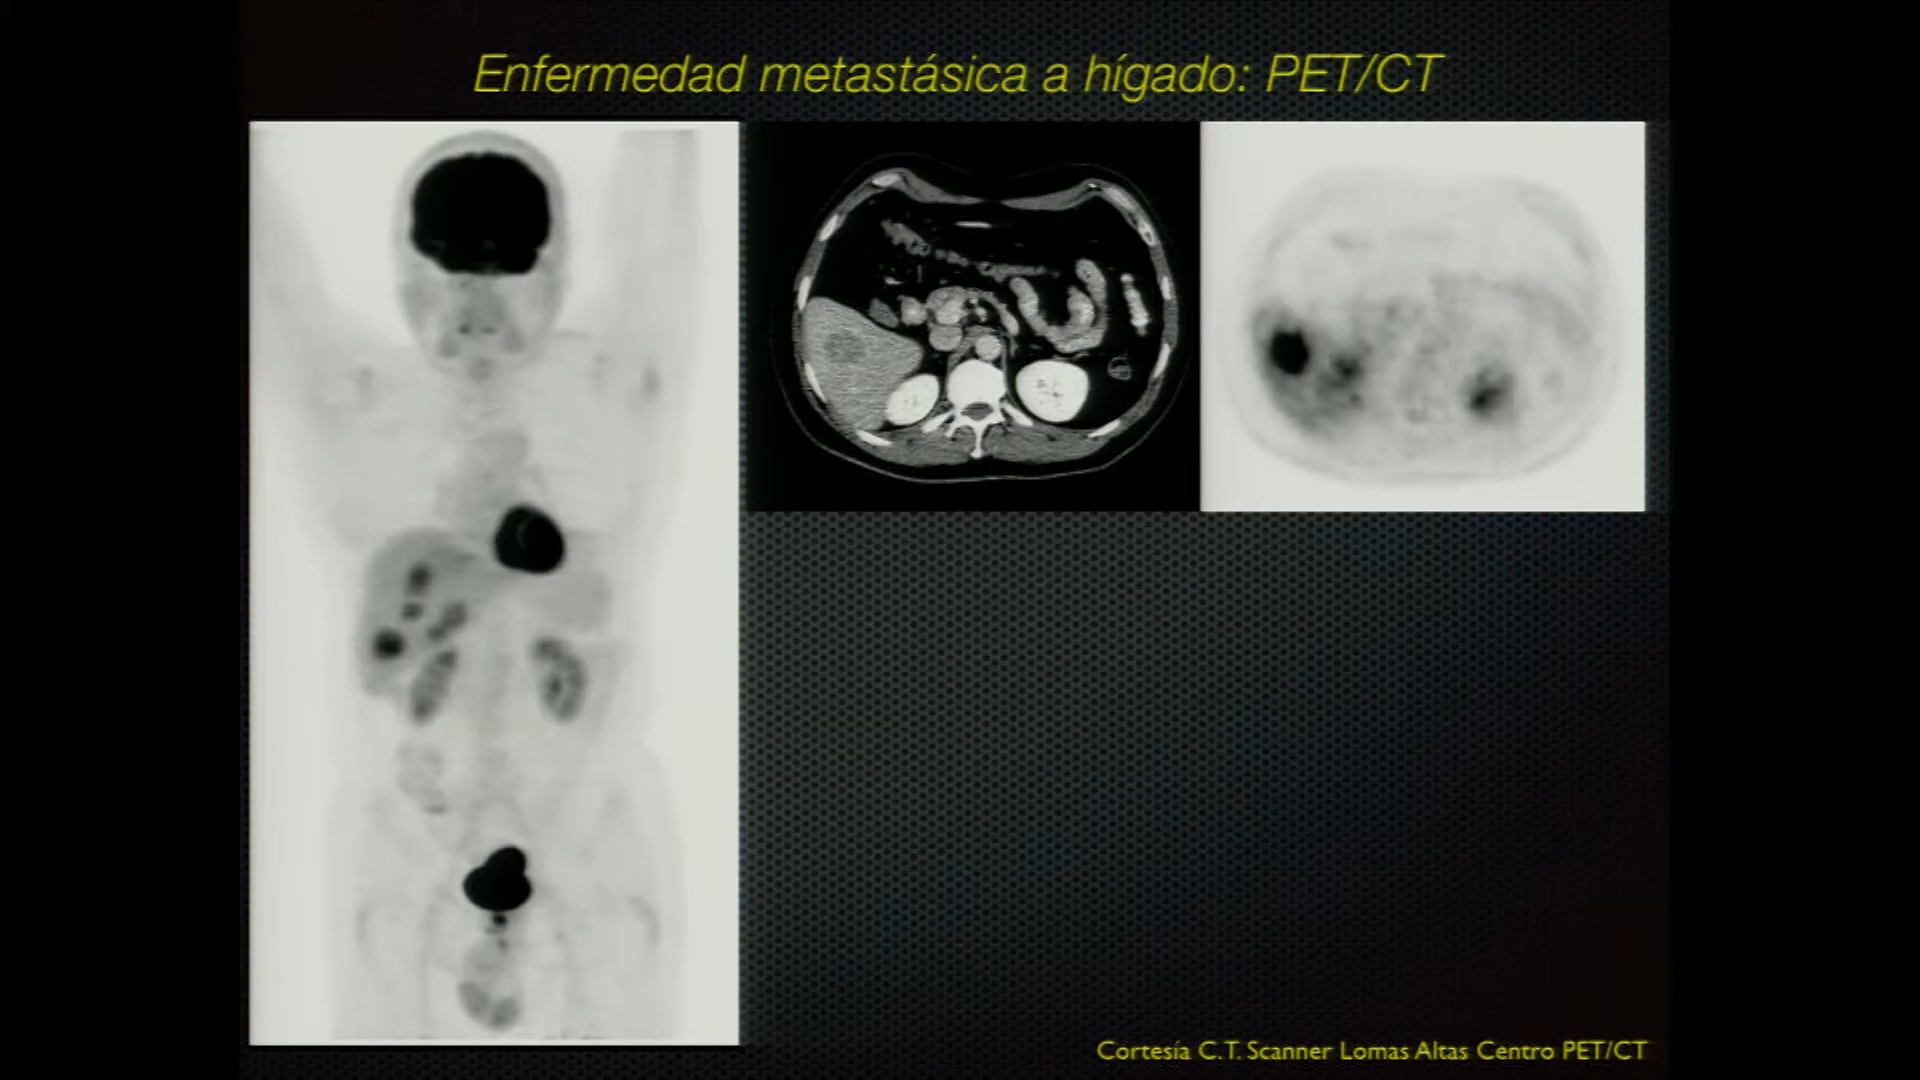 Enfermedad metastásica a hígado: PET/CT
Cortesía C.T. Scanner Lomas Altas Centro PET/CT